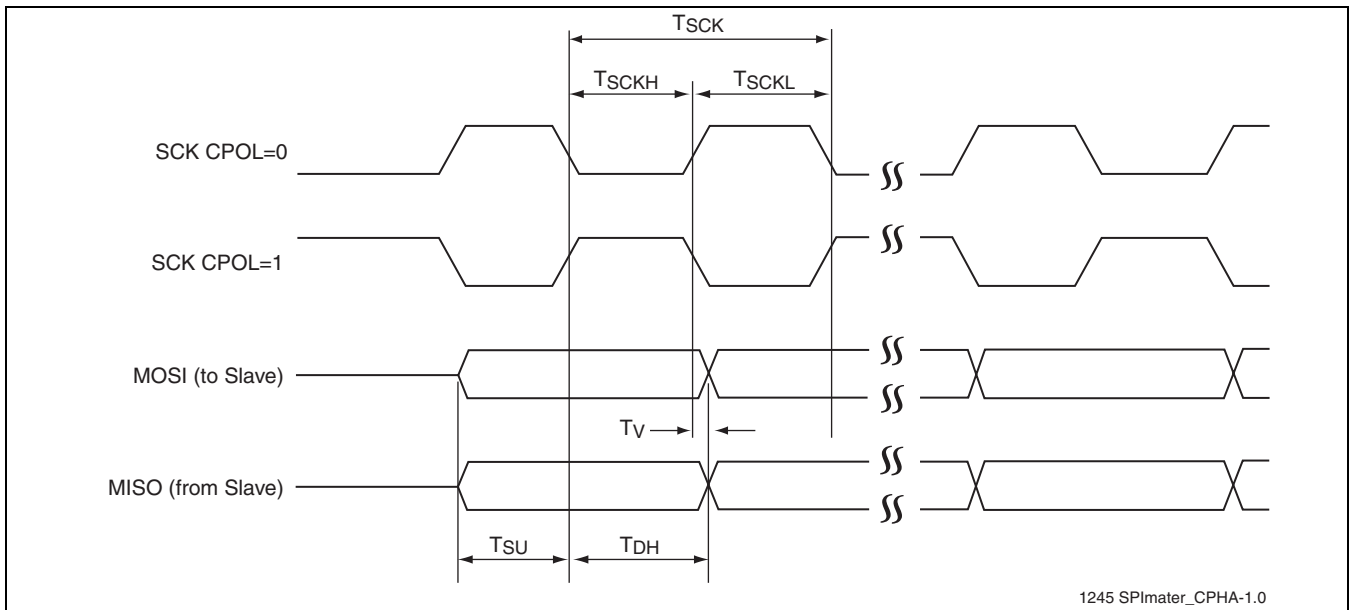 TSCK
TSCKH
TSCKL
SCK CPOL=0
SCK CPOL=1
MOSI (to Slave)
TV
MISO (from Slave)
TSU
TDH
1245 SPImater_CPHA-1.0